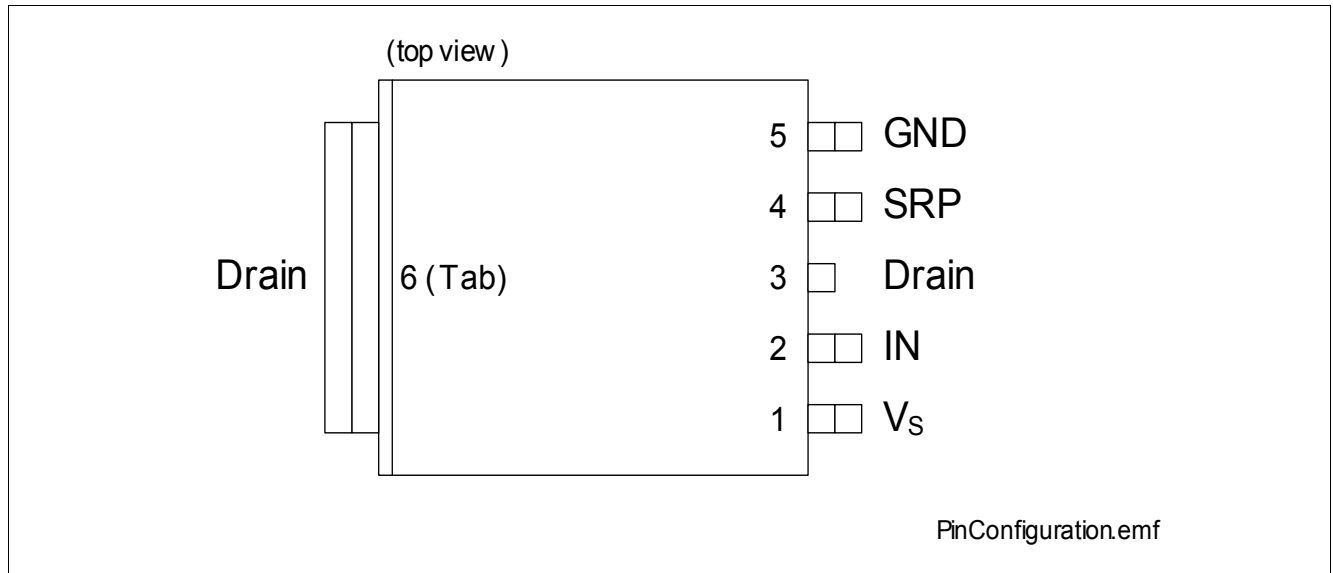 (top view)
5 GND
4 SRP
Drain 6 (Tab) 3 Drain
2 IN
1 VS
PinConfiguration.emf